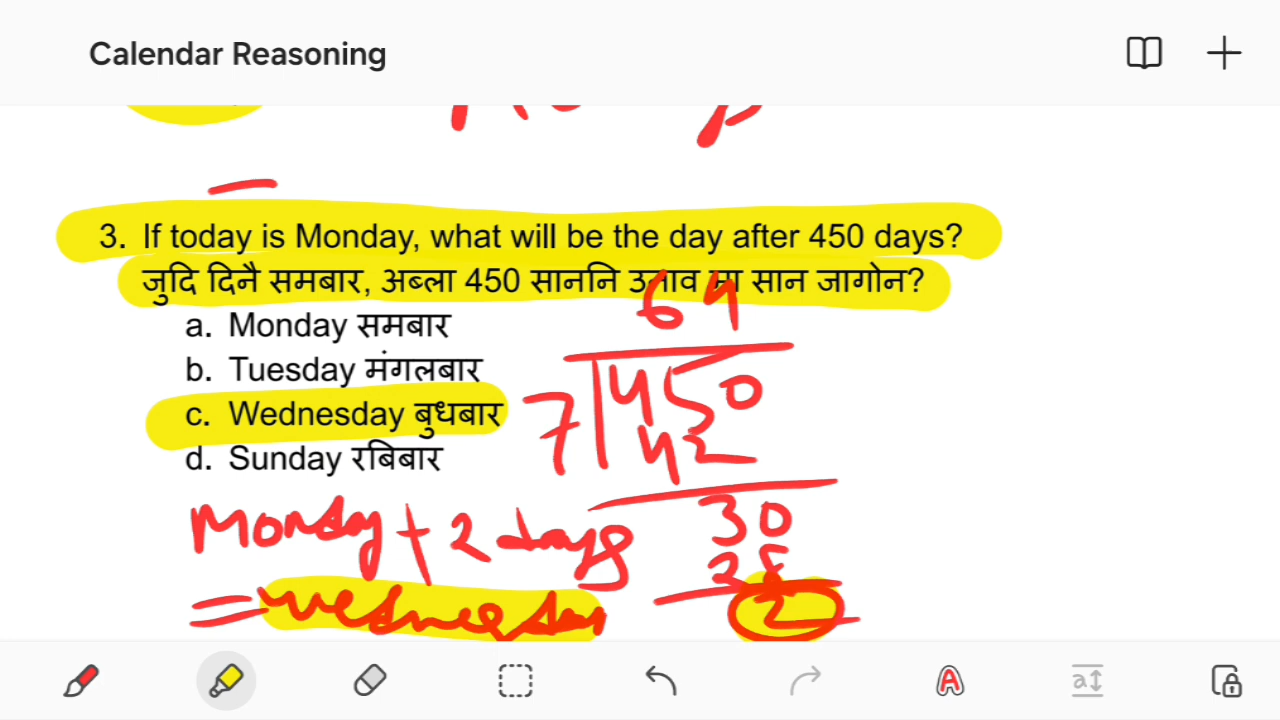 Calendar Reasoning
3. If today is Monday, what will be the day after 450 days?
जुदि दिनै समबार, अब्ला 450 साननि उनाव मा सान जागोन?
64
a. Monday समबार
b. Tuesday मंगलबार
7 450
c. Wednesday बुधबार
42
d. Sunday रबिबार
Monday + 2 days
30
28
= Wednesday
2
A